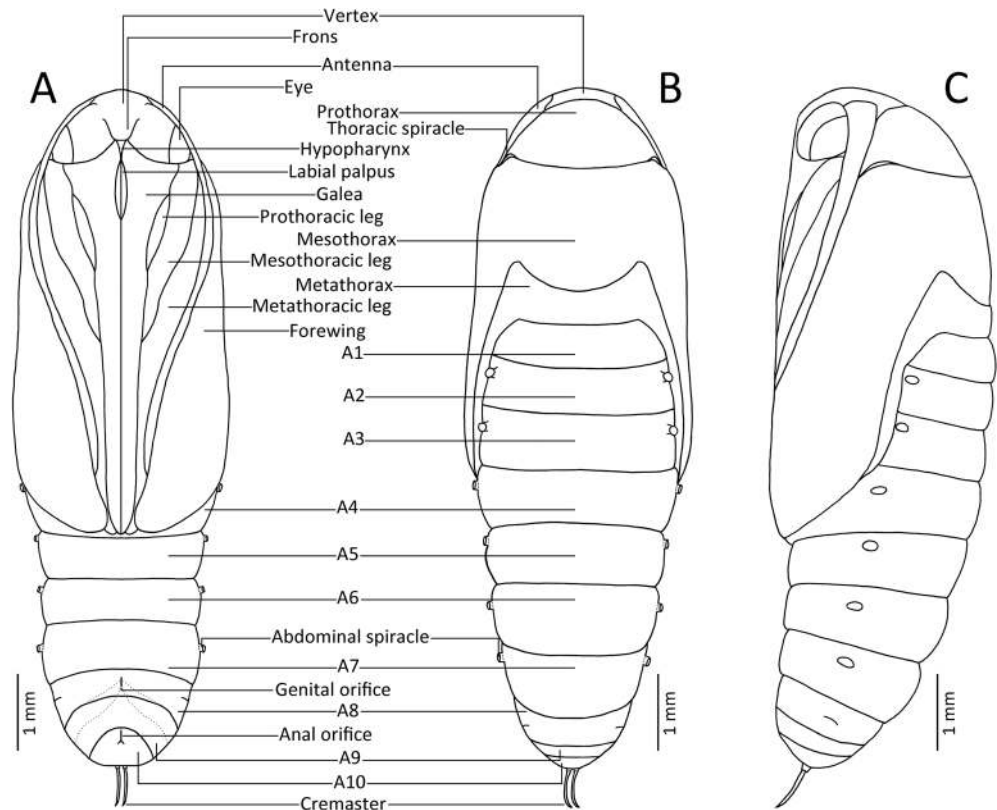 Vertex
Frons
Antenna
A
Eye
B
C
Prothorax
Thoracic spiracle
Hypopharynx
Labial palpus
Galea
Prothoracic leg
Mesothorax
Mesothoracic leg
Metathorax
Metathoracic leg
Forewing
A1
A2
A3
A4
A5
A6
Abdominal spiracle
A7
Genital orifice
A8
Anal orifice
A9
A10
Cremaster
1 mm
1 mm
1 mm